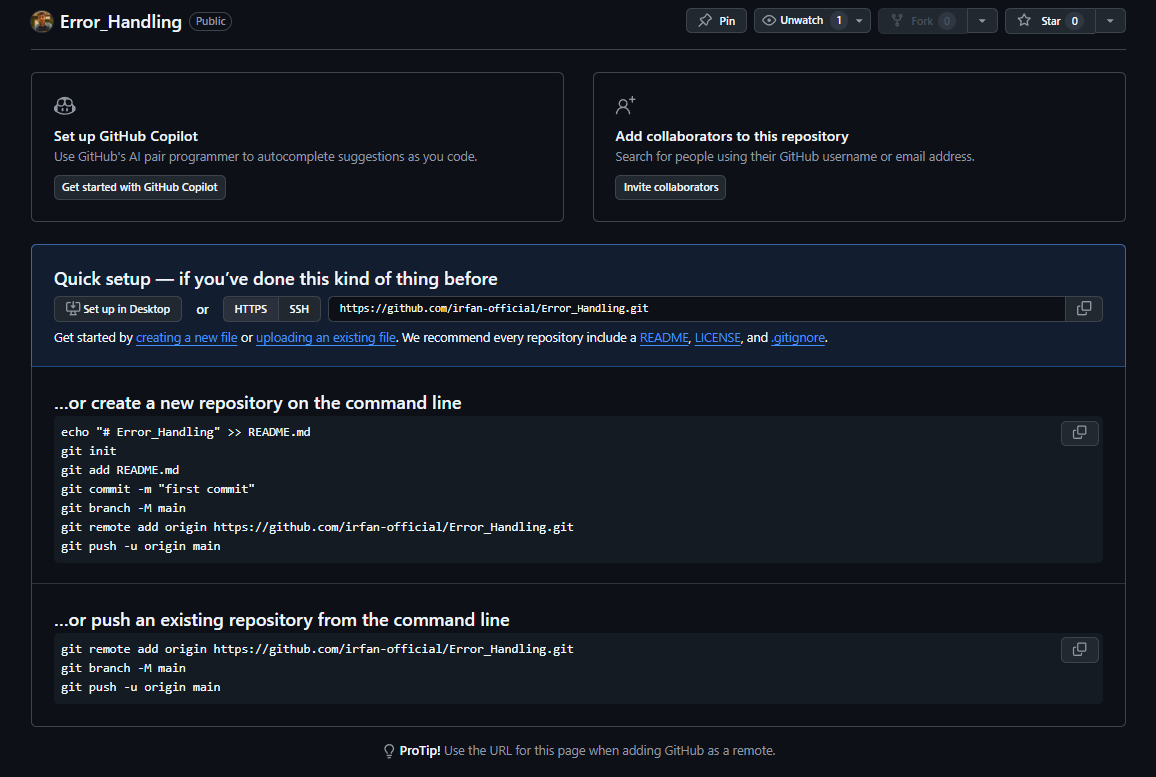 Error_Handling Public Pin Unwatch 1 Fork 0 Star 0
Set up GitHub Copilot
Use GitHub's AI pair programmer to autocomplete suggestions as you code.
Get started with GitHub Copilot
Add collaborators to this repository
Search for people using their GitHub username or email address.
Invite collaborators
Quick setup — if you’ve done this kind of thing before
Set up in Desktop or HTTPS SSH https://github.com/irfan-official/Error_Handling.git
Get started by creating a new file or uploading an existing file. We recommend every repository include a README, LICENSE, and .gitignore.
…or create a new repository on the command line
echo "# Error_Handling" >> README.md
git init
git add README.md
git commit -m "first commit"
git branch -M main
git remote add origin https://github.com/irfan-official/Error_Handling.git
git push -u origin main
…or push an existing repository from the command line
git remote add origin https://github.com/irfan-official/Error_Handling.git
git branch -M main
git push -u origin main
ProTip! Use the URL for this page when adding GitHub as a remote.